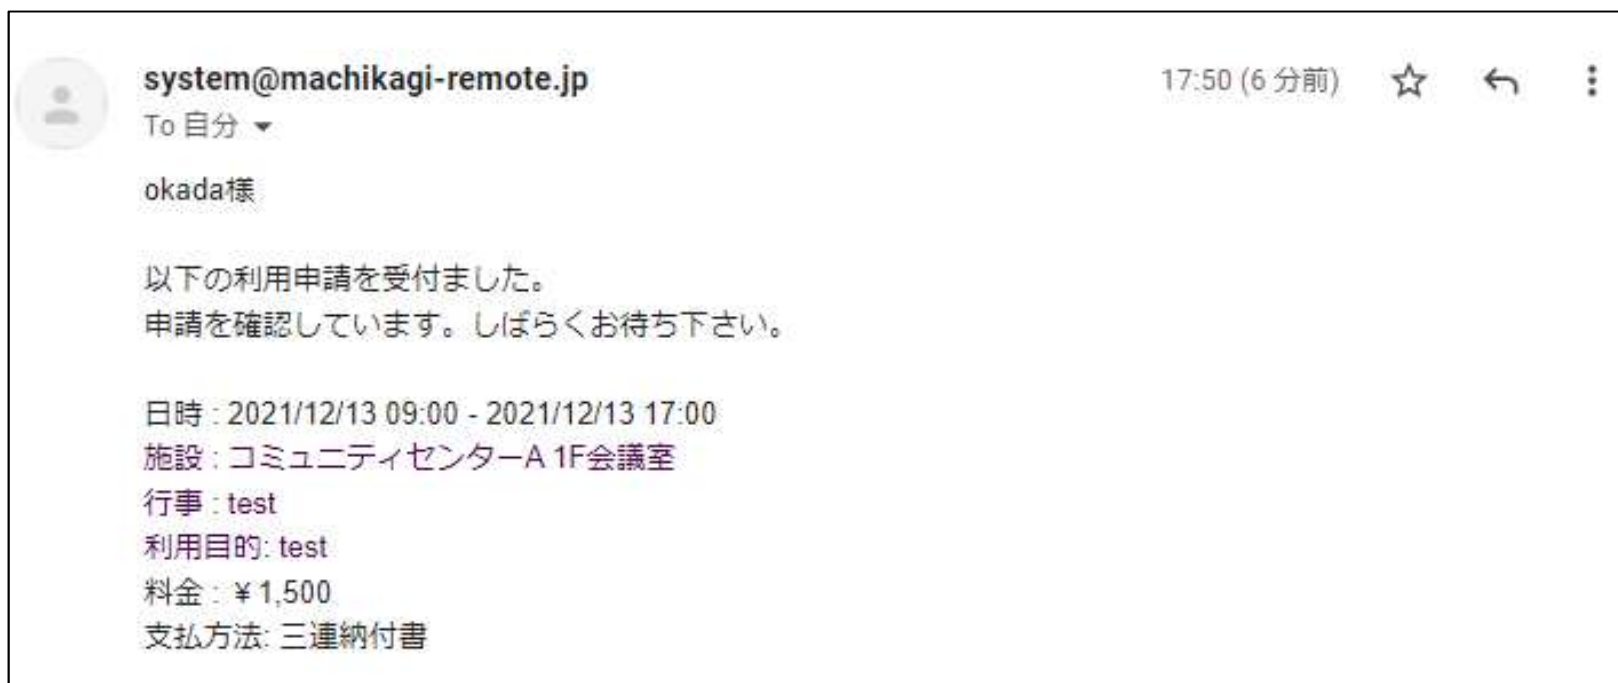 system@machikagi-remote.jp
17:50 (6 分前)
To 自分
okada様
以下の利用申請を受付ました。
申請を確認しています。しばらくお待ち下さい。
日時 : 2021/12/13 09:00 - 2021/12/13 17:00
施設 : コミュニティセンターA 1F会議室
行事 : test
利用目的: test
料金 : ¥ 1,500
支払方法: 三連納付書